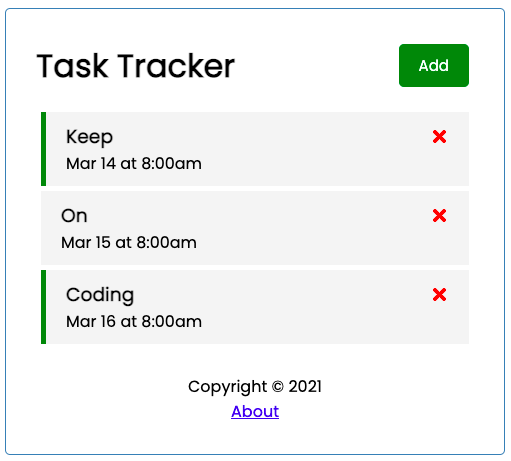 Task Tracker
Add
Keep
Mar 14 at 8:00am
On
Mar 15 at 8:00am
Coding
Mar 16 at 8:00am
Copyright © 2021
About